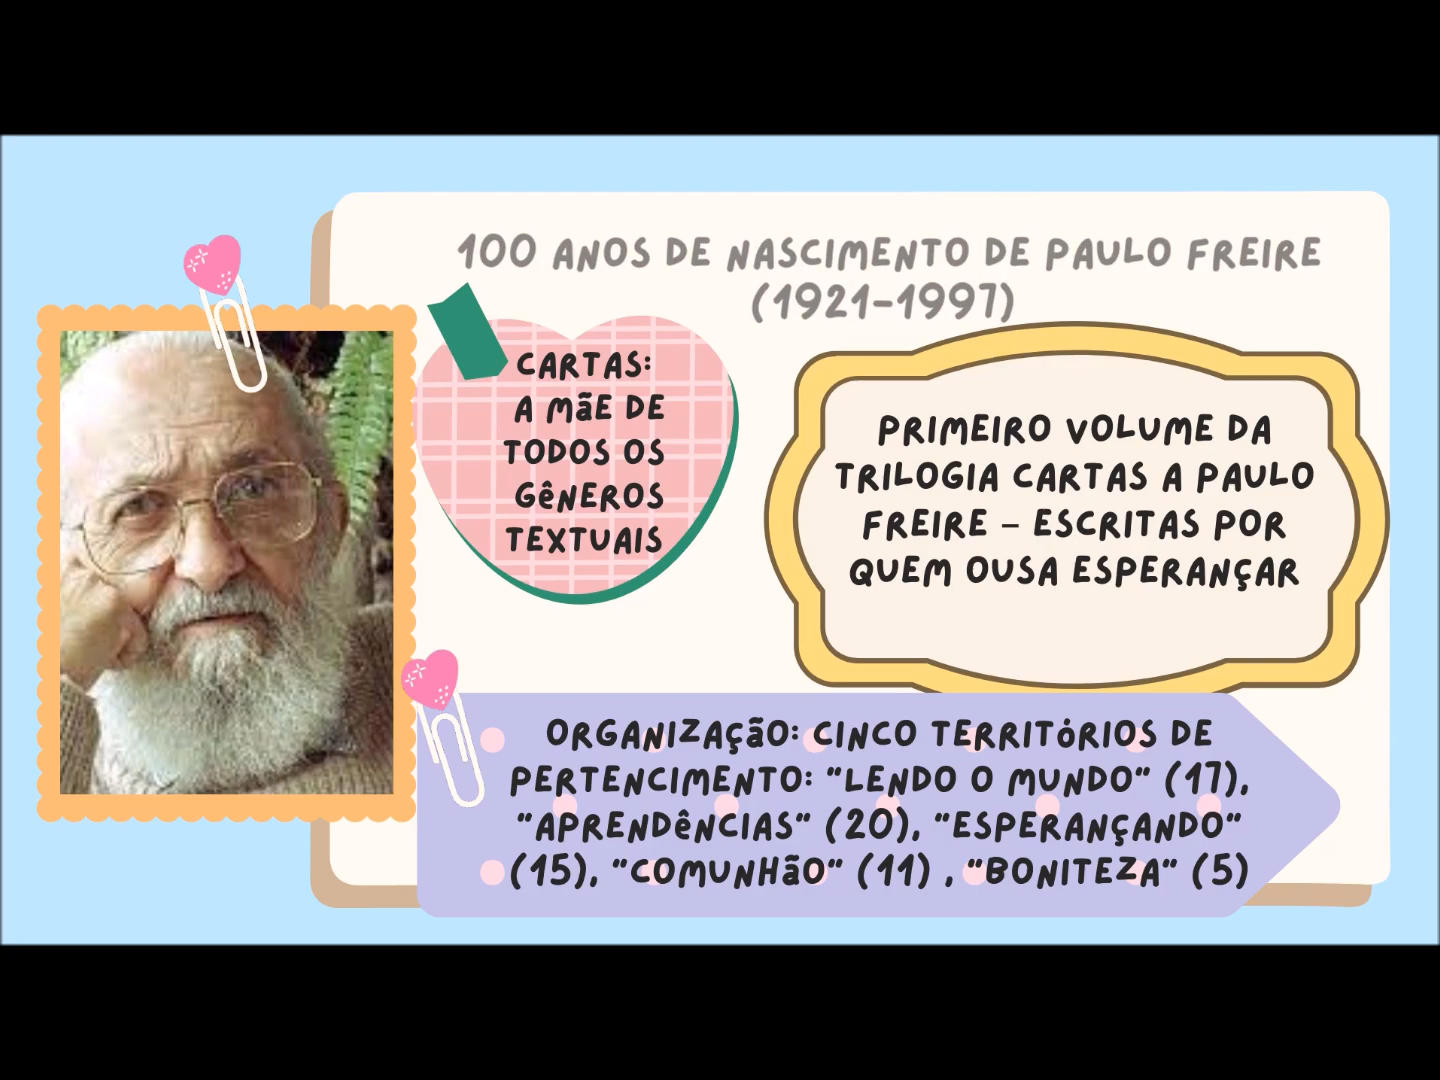 100 ANOS DE NASCIMENTO DE PAULO FREIRE
(1921-1997)
CARTAS:
A MÃE DE
TODOS OS
GÊNEROS
TEXTUAIS
PRIMEIRO VOLUME DA
TRILOGIA CARTAS A PAULO
FREIRE – ESCRITAS POR
QUEM OUSA ESPERANÇAR
ORGANIZAÇÃO: CINCO TERRITÓRIOS DE
PERTENCIMENTO: "LENDO O MUNDO" (17),
"APRENDÊNCIAS" (20), "ESPERANÇANDO"
(15), "COMUNHÃO" (11) , "BONITEZA" (5)